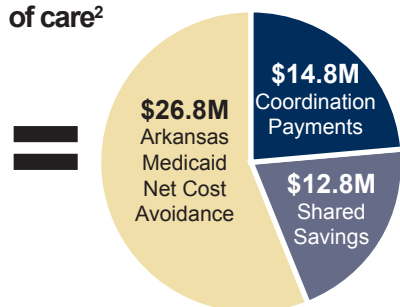 of care2
$14.8M
Coordination
Payments
$26.8M
Arkansas
Medicaid
Net Cost
Avoidance
$12.8M
Shared
Savings